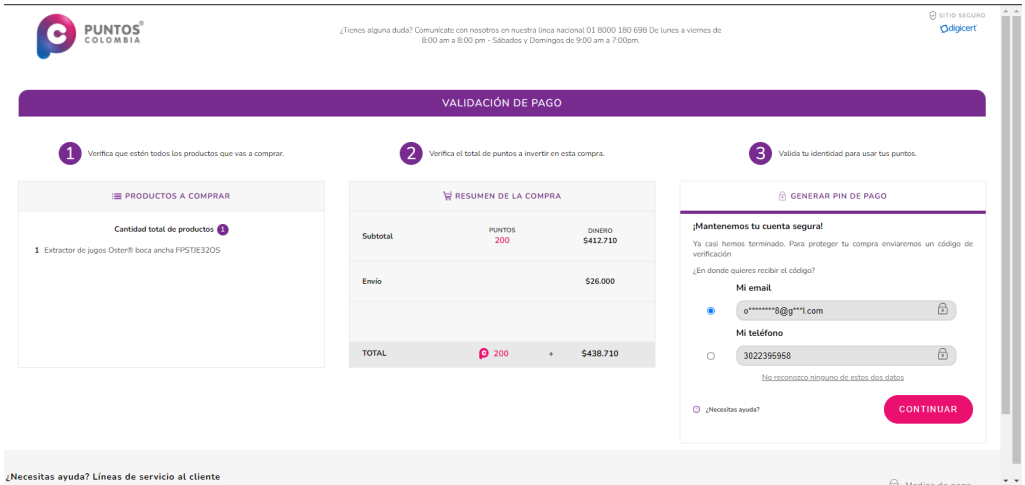 PUNTOS®
COLOMBIA
¿Tienes alguna duda? Comunícate con nosotros en nuestra línea nacional 01 8000 180 698 De lunes a viernes de
8:00 am a 8:00 pm - Sábados y Domingos de 9:00 am a 7:00pm.
SITIO SEGURO
digicert
VALIDACIÓN DE PAGO
1 Verifica que estén todos los productos que vas a comprar.
2 Verifica el total de puntos a invertir en esta compra.
3 Valida tu identidad para usar tus puntos.
PRODUCTOS A COMPRAR
Cantidad total de productos 1
1 Extractor de jugos Oster® boca ancha FPSTJE32OS
RESUMEN DE LA COMPRA
PUNTOS DINERO
Subtotal 200 $412.710
Envío $26.000
TOTAL 200 + $438.710
GENERAR PIN DE PAGO
¡Mantenemos tu cuenta segura!
Ya casi hemos terminado. Para proteger tu compra enviaremos un código de
verificación
¿En donde quieres recibir el código?
Mi email
o********8@g***l.com
Mi teléfono
3022395958
No reconozco ninguno de estos dos datos
¿Necesitas ayuda?
CONTINUAR
¿Necesitas ayuda? Líneas de servicio al cliente
Medios de pago